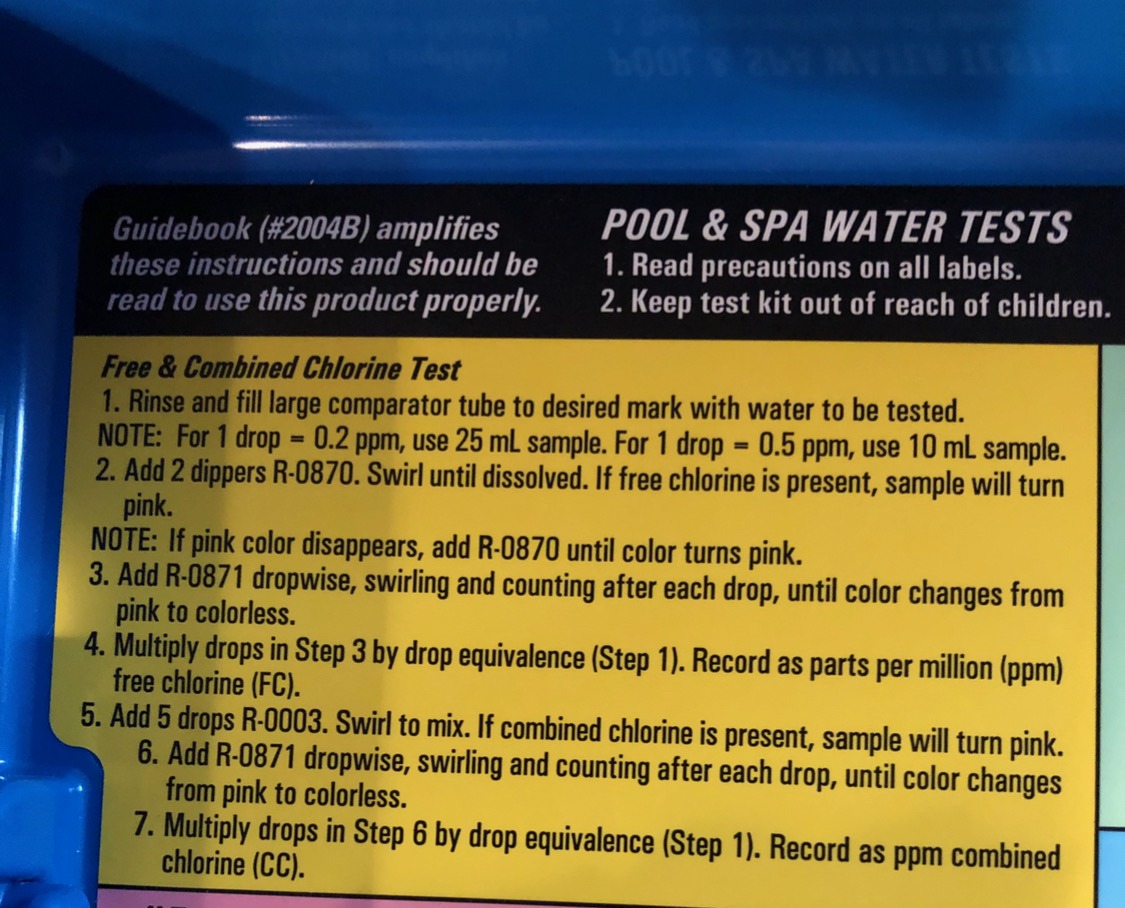 Guidebook (#2004B) amplifies
these instructions and should be
read to use this product properly.
POOL & SPA WATER TESTS
1. Read precautions on all labels.
2. Keep test kit out of reach of children.
Free & Combined Chlorine Test
1. Rinse and fill large comparator tube to desired mark with water to be tested.
NOTE: For 1 drop = 0.2 ppm, use 25 mL sample. For 1 drop = 0.5 ppm, use 10 mL sample.
2. Add 2 dippers R-0870. Swirl until dissolved. If free chlorine is present, sample will turn
pink.
NOTE: If pink color disappears, add R-0870 until color turns pink.
3. Add R-0871 dropwise, swirling and counting after each drop, until color changes from
pink to colorless.
4. Multiply drops in Step 3 by drop equivalence (Step 1). Record as parts per million (ppm)
free chlorine (FC).
5. Add 5 drops R-0003. Swirl to mix. If combined chlorine is present, sample will turn pink.
6. Add R-0871 dropwise, swirling and counting after each drop, until color changes
from pink to colorless.
7. Multiply drops in Step 6 by drop equivalence (Step 1). Record as ppm combined
chlorine (CC).